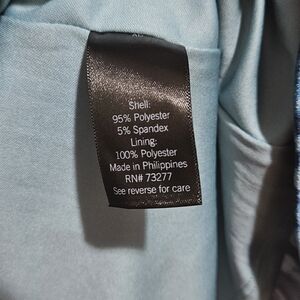 Shell:
95% Polyester
5% Spandex
Lining:
100% Polyester
Made in Philippines
RN# 73277
See reverse for care